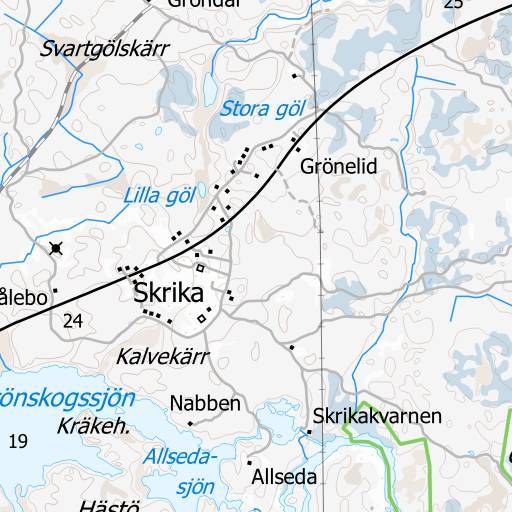 Gröndal
25
Svartgölskärr
Stora göl
Grönelid
Lilla göl
ålebo
Skrika
24
Kalvekärr
önskogssjön
Nabben
Skrikakvarnen
Kräkeh.
19
Allseda-
sjön
Allseda
Hästö